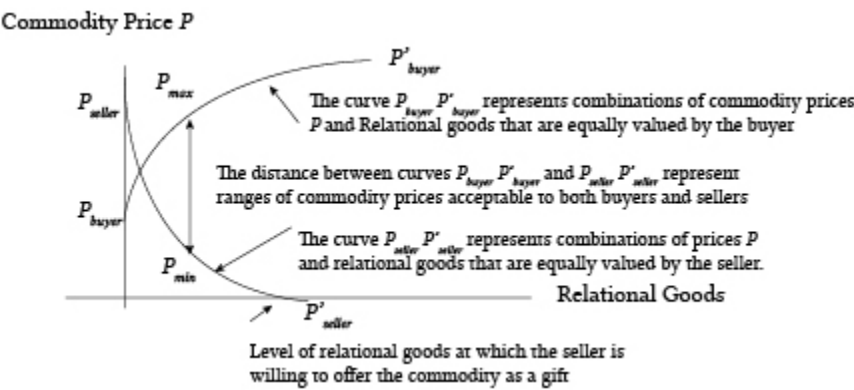 Commodity Price P
P'buyer
Pmax
Pseller
The curve Pbuyer P'buyer represents combinations of commodity prices
P and Relational goods that are equally valued by the buyer
The distance between curves Pbuyer P'buyer and Pseller P'seller represent
ranges of commodity prices acceptable to both buyers and sellers
Pbuyer
The curve Pseller P'seller represents combinations of prices P
and relational goods that are equally valued by the seller.
Pmin
Relational Goods
P'seller
Level of relational goods at which the seller is
willing to offer the commodity as a gift